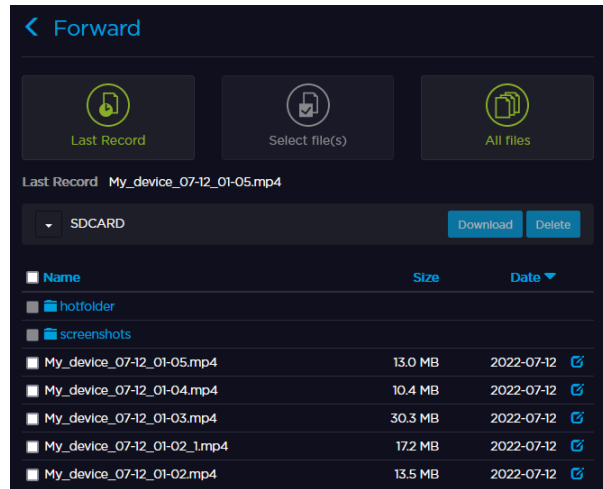 Forward
Last Record Select file(s) All files
Last Record My_device_07-12_01-05.mp4
SDCARD Download Delete
Name Size Date
hotfolder
screenshots
My_device_07-12_01-05.mp4 13.0 MB 2022-07-12
My_device_07-12_01-04.mp4 10.4 MB 2022-07-12
My_device_07-12_01-03.mp4 30.3 MB 2022-07-12
My_device_07-12_01-02_1.mp4 17.2 MB 2022-07-12
My_device_07-12_01-02.mp4 13.5 MB 2022-07-12